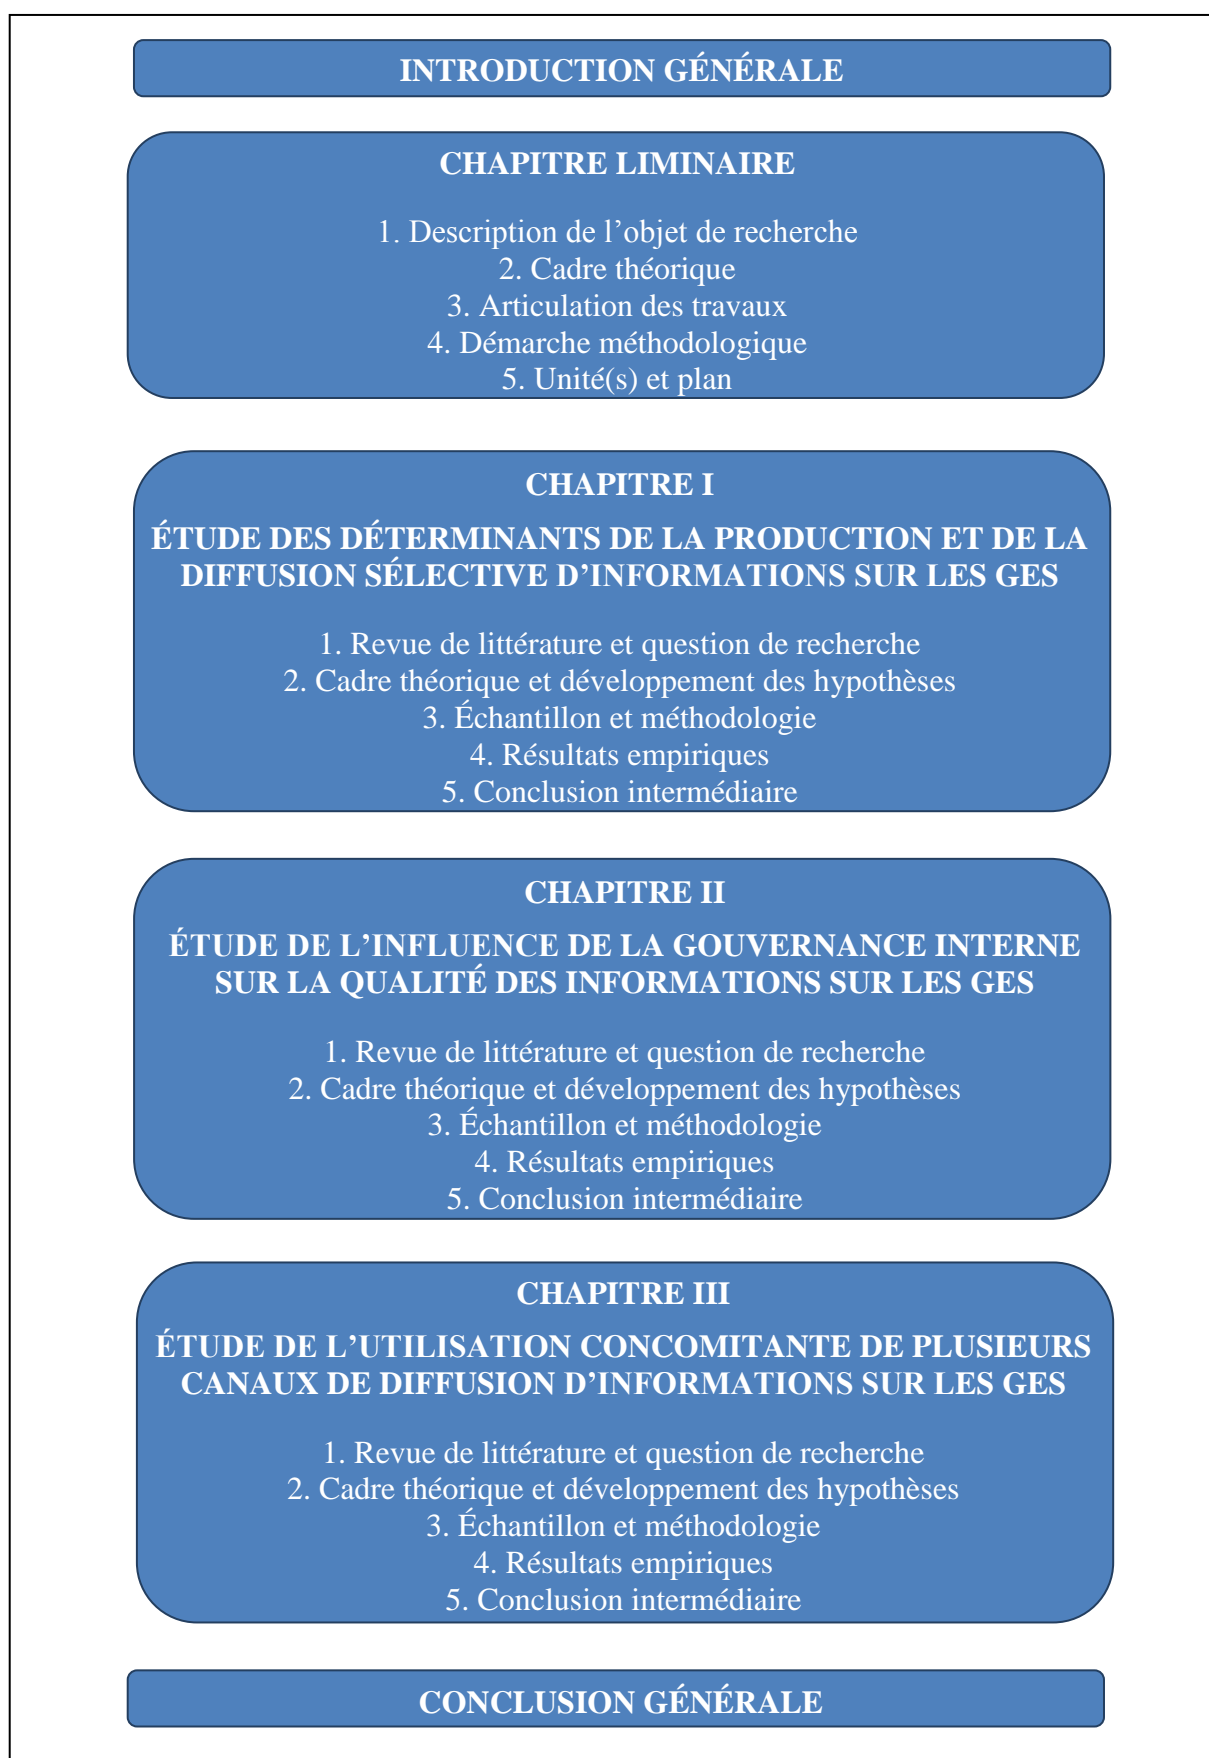 INTRODUCTION GÉNÉRALE
CHAPITRE LIMINAIRE
1. Description de l’objet de recherche
2. Cadre théorique
3. Articulation des travaux
4. Démarche méthodologique
5. Unité(s) et plan
CHAPITRE I
ÉTUDE DES DÉTERMINANTS DE LA PRODUCTION ET DE LA
DIFFUSION SÉLECTIVE D’INFORMATIONS SUR LES GES
1. Revue de littérature et question de recherche
2. Cadre théorique et développement des hypothèses
3. Échantillon et méthodologie
4. Résultats empiriques
5. Conclusion intermédiaire
CHAPITRE II
ÉTUDE DE L’INFLUENCE DE LA GOUVERNANCE INTERNE
SUR LA QUALITÉ DES INFORMATIONS SUR LES GES
1. Revue de littérature et question de recherche
2. Cadre théorique et développement des hypothèses
3. Échantillon et méthodologie
4. Résultats empiriques
5. Conclusion intermédiaire
CHAPITRE III
ÉTUDE DE L’UTILISATION CONCOMITANTE DE PLUSIEURS
CANAUX DE DIFFUSION D’INFORMATIONS SUR LES GES
1. Revue de littérature et question de recherche
2. Cadre théorique et développement des hypothèses
3. Échantillon et méthodologie
4. Résultats empiriques
5. Conclusion intermédiaire
CONCLUSION GÉNÉRALE